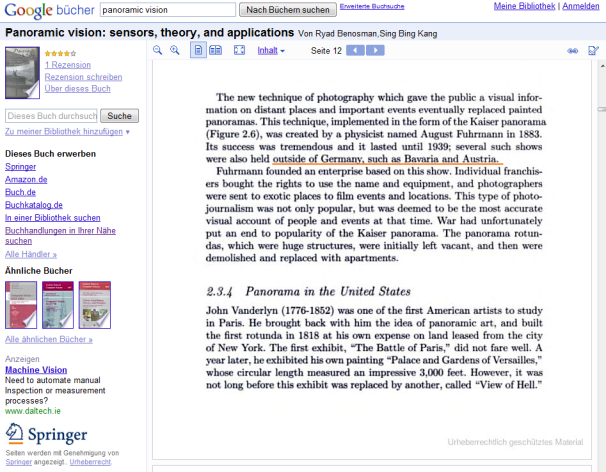 Google bücher panoramic vision Nach Büchern suchen Erweiterte Buchsuche Meine Bibliothek | Anmelden
Panoramic vision: sensors, theory, and applications Von Ryad Benosman,Sing Bing Kang
1 Rezension
Rezension schreiben
Über dieses Buch
Dieses Buch durchsuch Suche
Zu meiner Bibliothek hinzufügen
Dieses Buch erwerben
Springer
Amazon.de
Buch.de
Buchkatalog.de
In einer Bibliothek suchen
Buchhandlungen in Ihrer Nähe
suchen
Alle Händler »
Ähnliche Bücher
Alle ähnlichen Bücher »
Anzeigen
Machine Vision
Need to automate manual
Inspection or measurement
processes?
www.daltech.ie
Springer
Seiten werden mit Genehmigung von
Springer angezeigt.. Urheberrecht.
Inhalt Seite 12
The new technique of photography which gave the public a visual infor-
mation on distant places and important events eventually replaced painted
panoramas. This technique, implemented in the form of the Kaiser panorama
(Figure 2.6), was created by a physicist named August Fuhrmann in 1883.
Its success was tremendous and it lasted until 1939; several such shows
were also held outside of Germany, such as Bavaria and Austria.
Fuhrmann founded an enterprise based on this show. Individual franchis-
ers bought the rights to use the name and equipment, and photographers
were sent to exotic places to film events and locations. This type of photo-
journalism was not only popular, but was deemed to be the most accurate
visual account of people and events at that time. War had unfortunately
put an end to popularity of the Kaiser panorama. The panorama rotun-
das, which were huge structures, were initially left vacant, and then were
demolished and replaced with apartments.
2.3.4 Panorama in the United States
John Vanderlyn (1776-1852) was one of the first American artists to study
in Paris. He brought back with him the idea of panoramic art, and built
the first rotunda in 1818 at his own expense on land leased from the city
of New York. The first exhibit, "The Battle of Paris," did not fare well. A
year later, he exhibited his own painting "Palace and Gardens of Versailles,"
whose circular length measured an impressive 3,000 feet. However, it was
not long before this exhibit was replaced by another, called "View of Hell."
Urheberrechtlich geschütztes Material